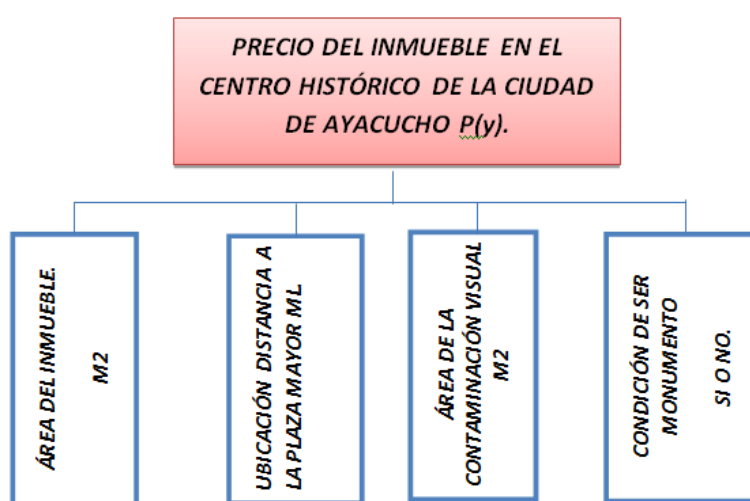 PRECIO DEL INMUEBLE EN EL
CENTRO HISTÓRICO DE LA CIUDAD
DE AYACUCHO P(y).
ÁREA DEL INMUEBLE.
M2
UBICACIÓN DISTANCIA A
LA PLAZA MAYOR ML
ÁREA DE LA
CONTAMINACIÓN VISUAL
M2
CONDICIÓN DE SER
MONUMENTO
SI O NO.